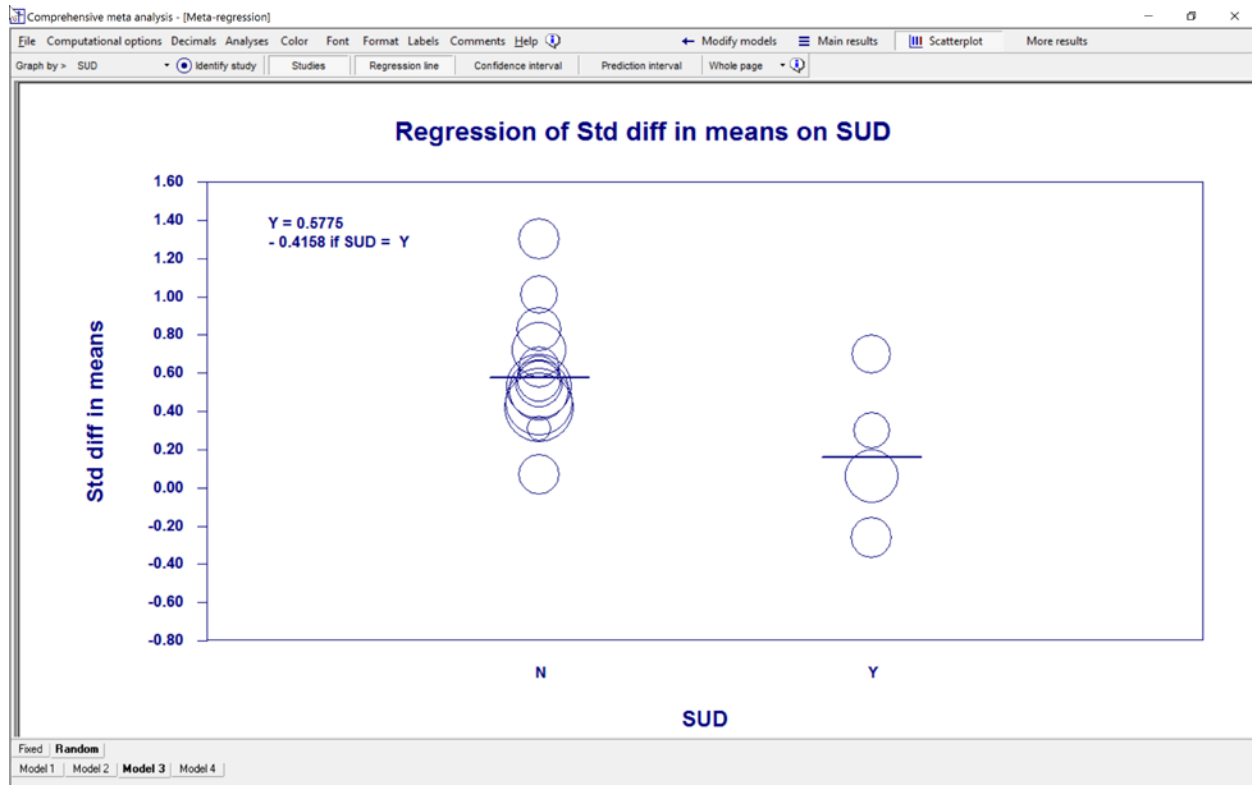 Comprehensive meta analysis - [Meta-regression]
File Computational options Decimals Analyses Color Font Format Labels Comments Help Modify models Main results Scatterplot More results
Graph by > SUD Identify study Studies Regression line Confidence interval Prediction interval Whole page
Regression of Std diff in means on SUD
Y = 0.5775
- 0.4158 if SUD = Y
1.60
1.40
1.20
1.00
0.80
0.60
0.40
0.20
0.00
-0.20
-0.40
-0.60
-0.80
Std diff in means
N Y
SUD
Fixed Random
Model 1 Model 2 Model 3 Model 4